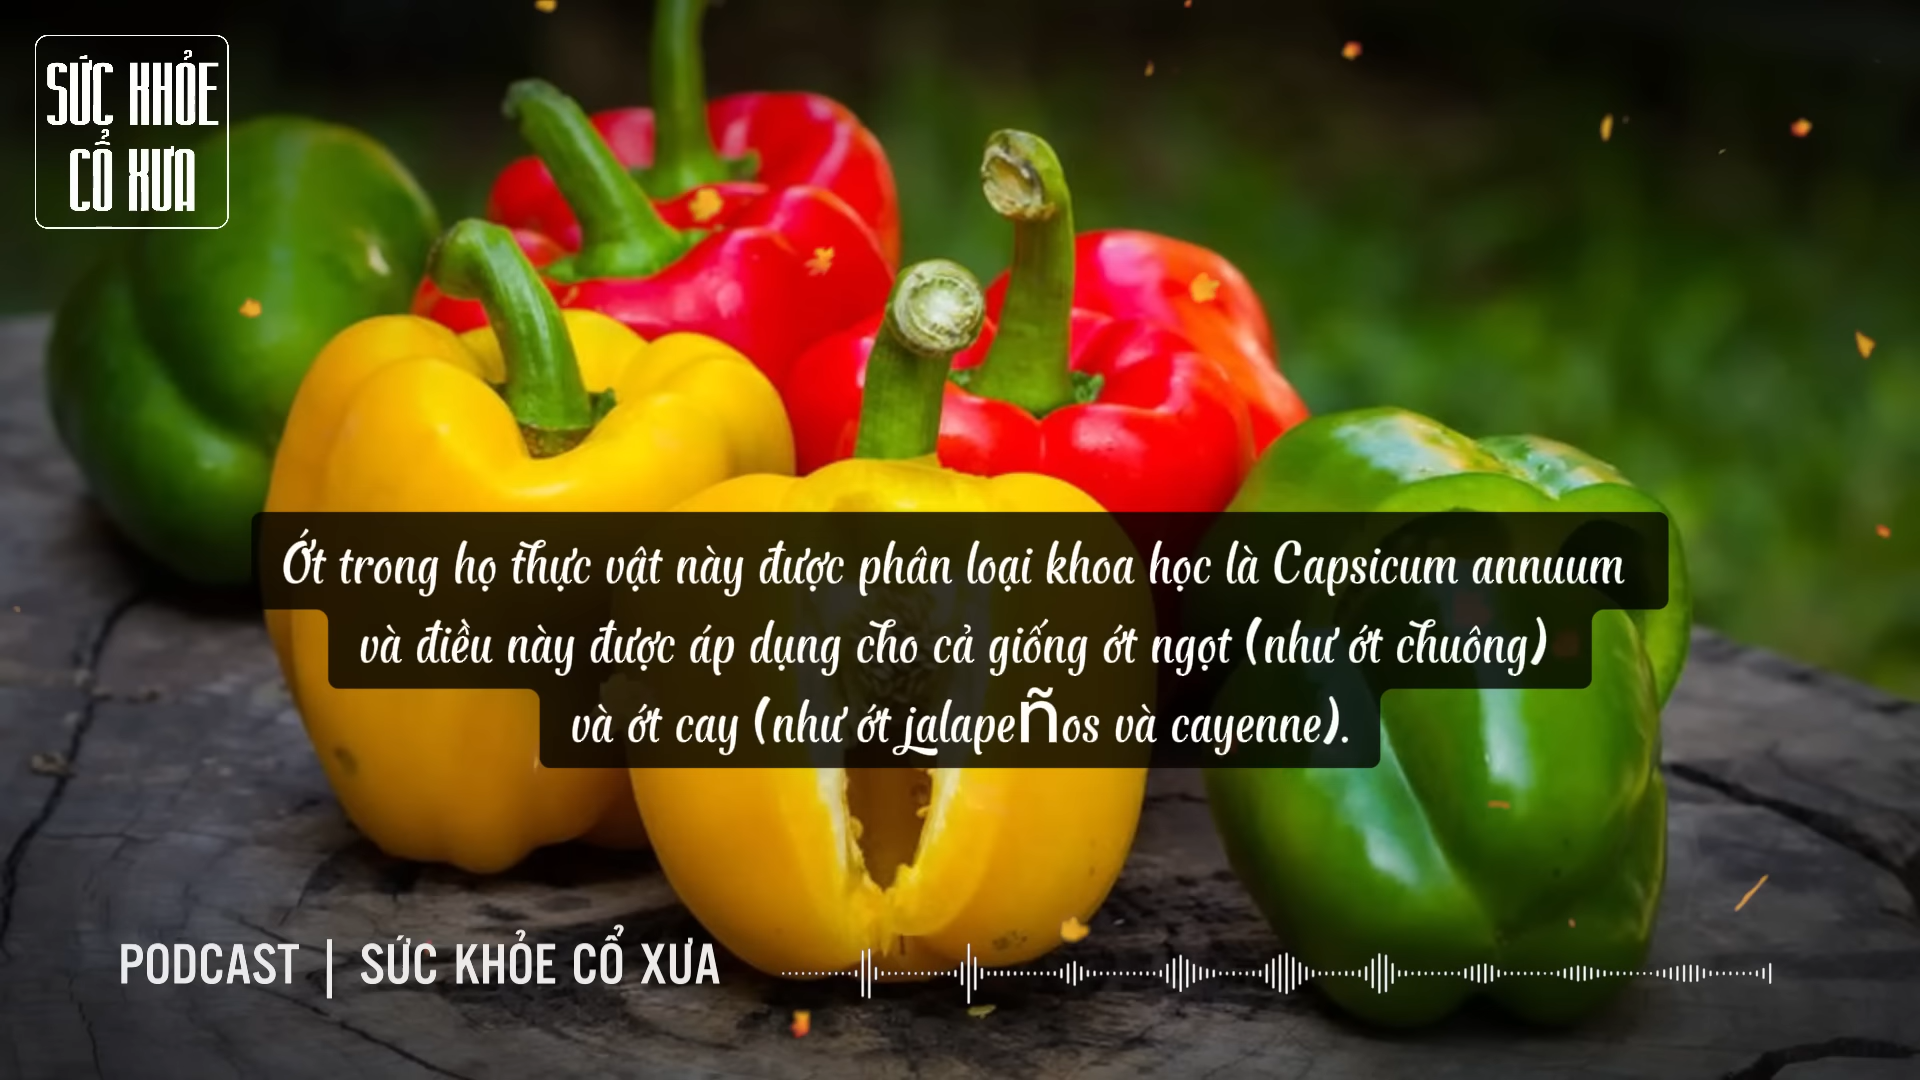 SỨC KHỎE
CỔ XƯA
Ớt trong họ thực vật này được phân loại khoa học là Capsicum annuum
và điều này được áp dụng cho cả giống ớt ngọt (như ớt chuông)
và ớt cay (như ớt jalapeños và cayenne).
PODCAST | SỨC KHỎE CỔ XƯA